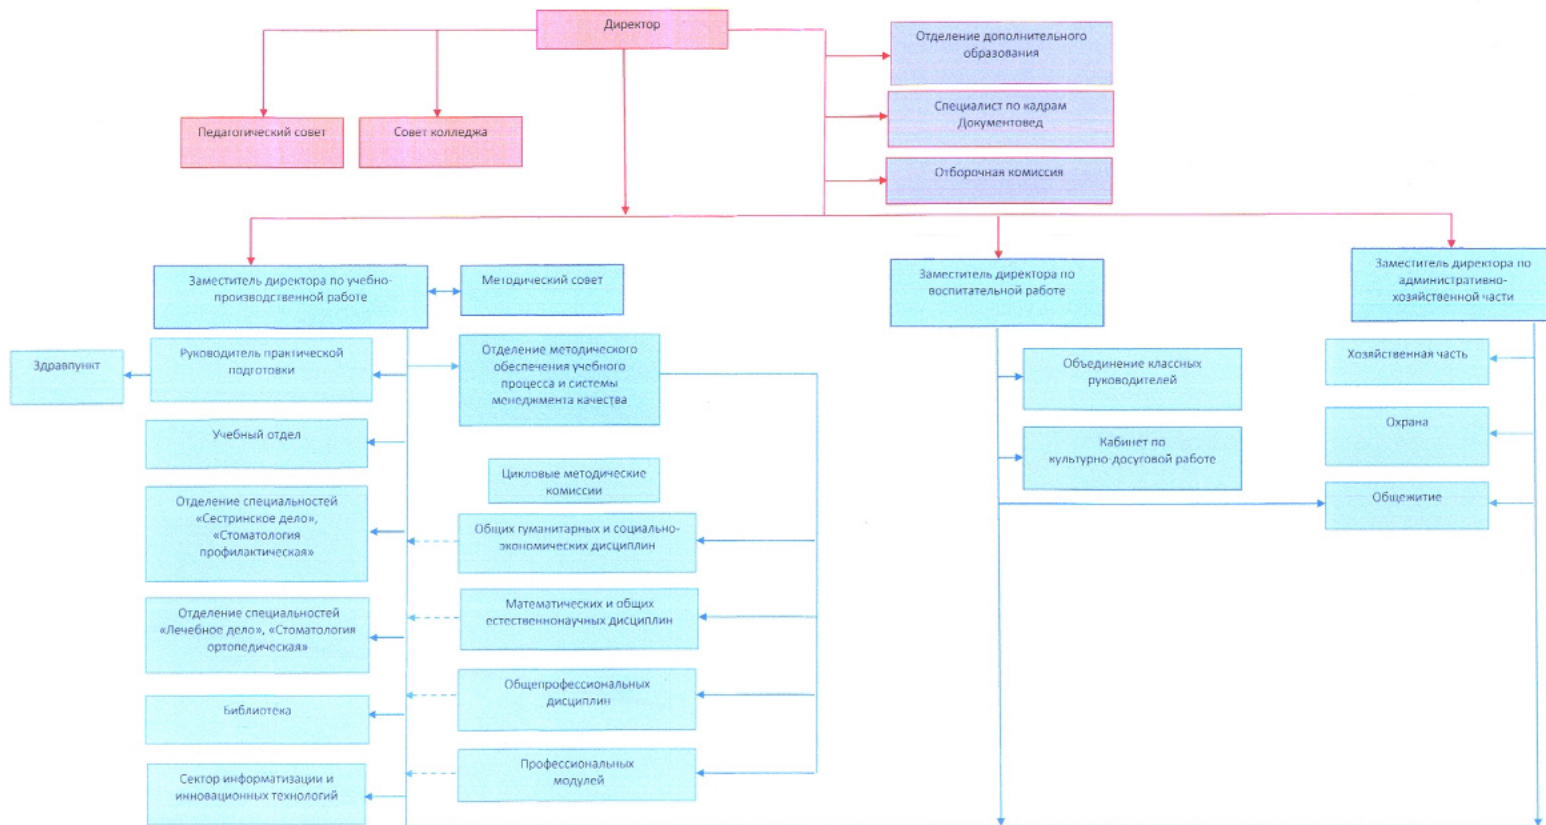 Директор
Отделение дополнительного
образования
Специалист по кадрам
Документовед
Отборочная комиссия
Педагогический совет
Совет колледжа
Заместитель директора по учебно-
производственной работе
Методический совет
Заместитель директора по
воспитательной работе
Заместитель директора по
административно-
хозяйственной части
Здравпункт
Руководитель практической
подготовки
Отделение методического
обеспечения учебного
процесса и системы
менеджмента качества
Объединение классных
руководителей
Хозяйственная часть
Учебный отдел
Кабинет по
культурно-досуговой работе
Охрана
Цикловые методические
комиссии
Общежитие
Отделение специальностей
«Сестринское дело»,
«Стоматология
профилактическая»
Общих гуманитарных и социально-
экономических дисциплин
Отделение специальностей
«Лечебное дело», «Стоматология
ортопедическая»
Математических и общих
естественнонаучных дисциплин
Библиотека
Общепрофессиональных
дисциплин
Сектор информатизации и
инновационных технологий
Профессиональных
модулей